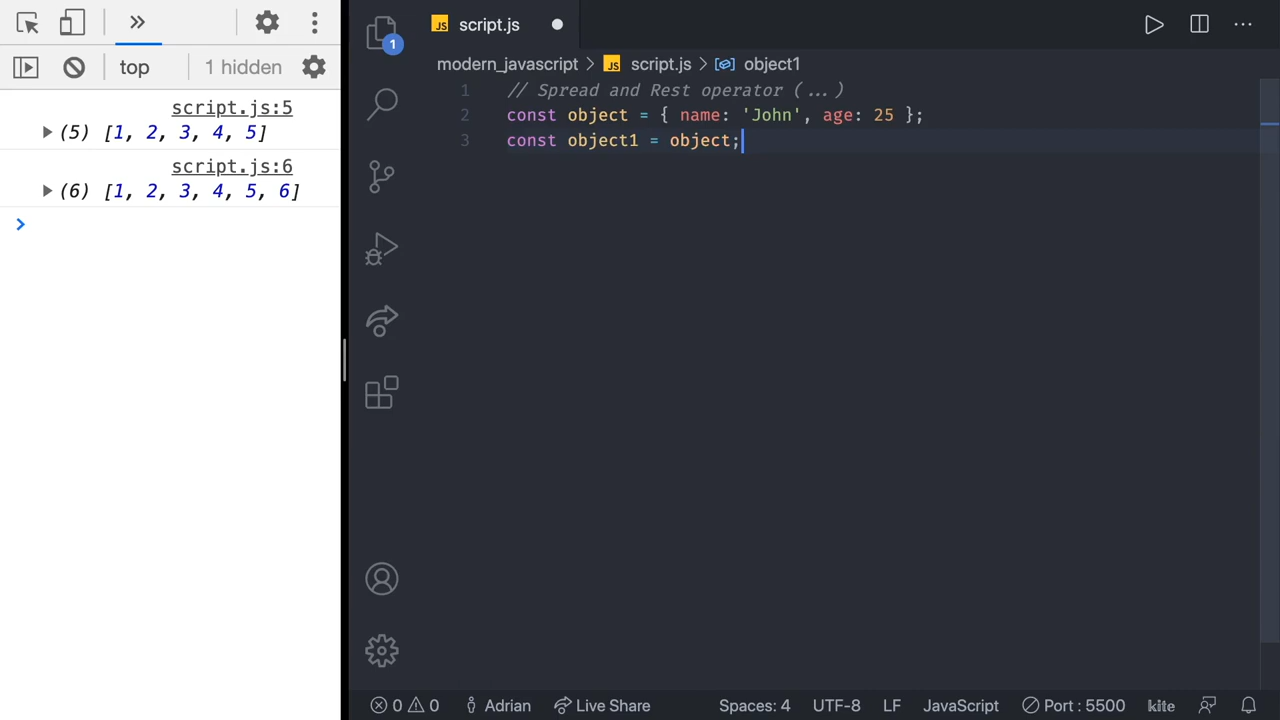 top
1 hidden
script.js:5
(5) [1, 2, 3, 4, 5]
script.js:6
(6) [1, 2, 3, 4, 5, 6]
1
JS script.js
modern_javascript > JS script.js > object1
1 // Spread and Rest operator (...)
2 const object = { name: 'John', age: 25 };
3 const object1 = object;
0 0 Adrian Live Share Spaces: 4 UTF-8 LF JavaScript Port : 5500 kite